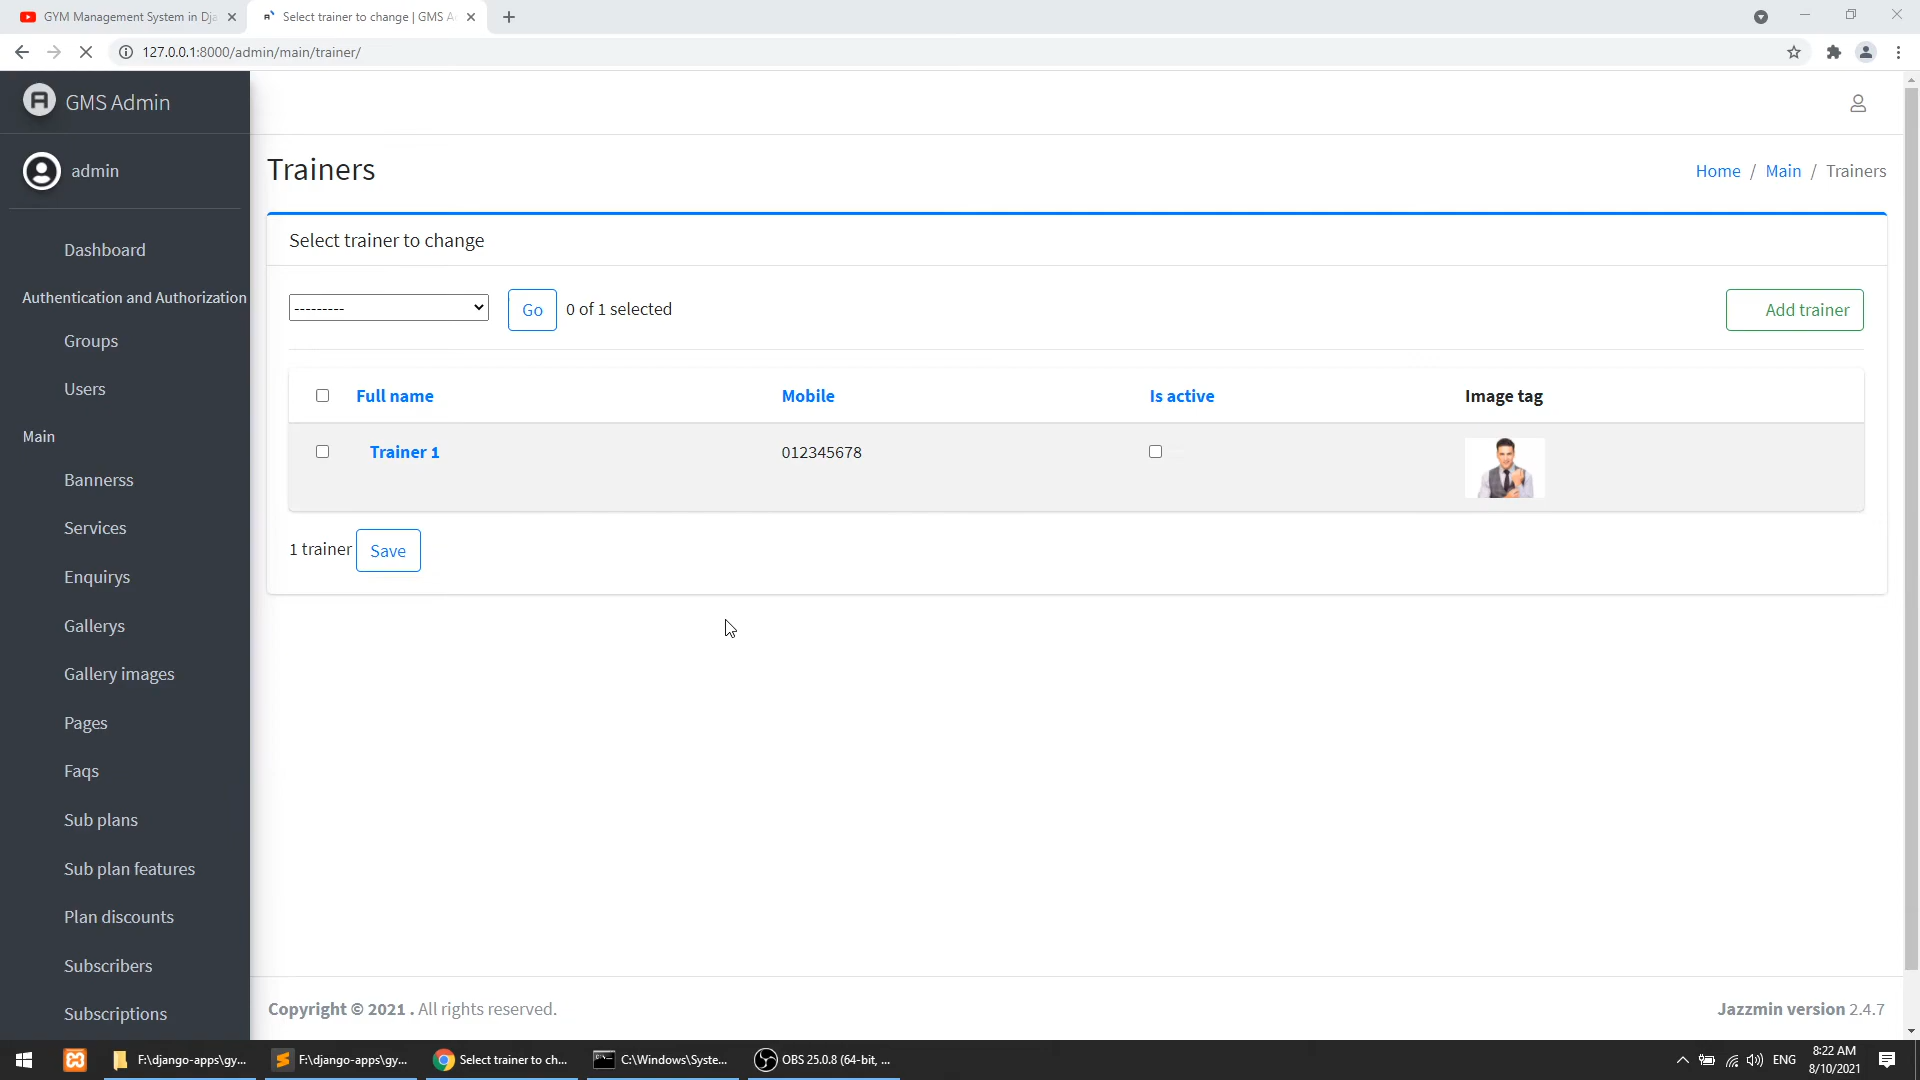 GYM Management System in Dja
Select trainer to change | GMS A
127.0.0.1:8000/admin/main/trainer/
GMS Admin
admin
Dashboard
Authentication and Authorization
Groups
Users
Main
Bannerss
Services
Enquirys
Gallerys
Gallery images
Pages
Faqs
Sub plans
Sub plan features
Plan discounts
Subscribers
Subscriptions
Trainers
Home / Main / Trainers
Select trainer to change
---------
Go
0 of 1 selected
Add trainer
Full name Mobile Is active Image tag
Trainer 1 012345678
1 trainer
Save
Copyright © 2021 . All rights reserved.
Jazzmin version 2.4.7
F:\django-apps\gy...
F:\django-apps\gy...
Select trainer to ch...
C:\Windows\Syste...
OBS 25.0.8 (64-bit, ...
ENG
8:22 AM
8/10/2021